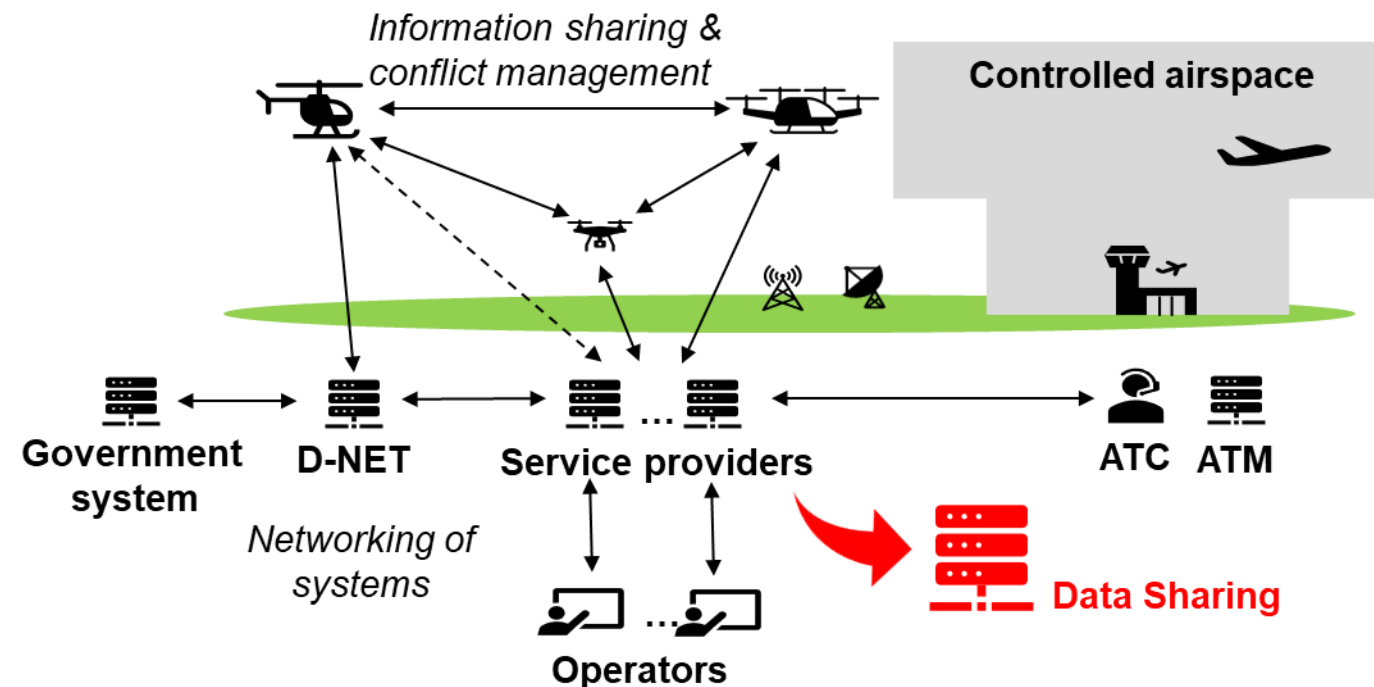 Information sharing &
conflict management
Controlled airspace
Government
system
D-NET
...
Service providers
ATC
ATM
Networking of
systems
Data Sharing
...
Operators